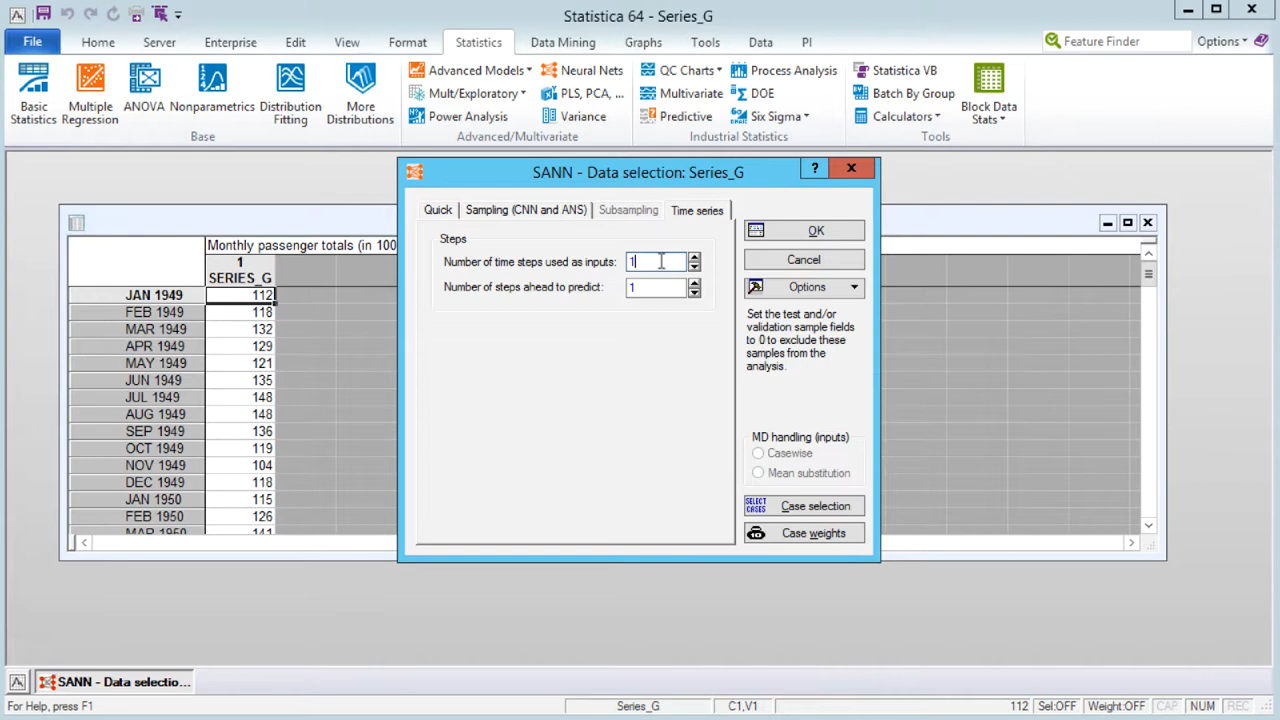 Statistica 64 - Series_G
File Home Server Enterprise Edit View Format Statistics Data Mining Graphs Tools Data PI Feature Finder Options
Basic Statistics
Multiple Regression
ANOVA
Nonparametrics
Distribution Fitting
More Distributions
Base
Advanced Models Neural Nets
Mult/Exploratory PLS, PCA, ...
Power Analysis Variance
Advanced/Multivariate
QC Charts Process Analysis
Multivariate DOE
Predictive Six Sigma
Industrial Statistics
Statistica VB
Batch By Group
Calculators
Block Data Stats
Tools
Monthly passenger totals (in 100
1
SERIES_G
JAN 1949 112
FEB 1949 118
MAR 1949 132
APR 1949 129
MAY 1949 121
JUN 1949 135
JUL 1949 148
AUG 1949 148
SEP 1949 136
OCT 1949 119
NOV 1949 104
DEC 1949 118
JAN 1950 115
FEB 1950 126
MAR 1950 141
SANN - Data selection: Series_G
?
Quick Sampling (CNN and ANS) Subsampling Time series
Steps
Number of time steps used as inputs: 1
Number of steps ahead to predict: 1
OK
Cancel
Options
Set the test and/or
validation sample fields
to 0 to exclude these
samples from the
analysis.
MD handling (inputs)
Casewise
Mean substitution
SELECT CASES Case selection
Case weights
SANN - Data selectio...
For Help, press F1 Series_G C1,V1 112 Sel:OFF Weight:OFF CAP NUM REC